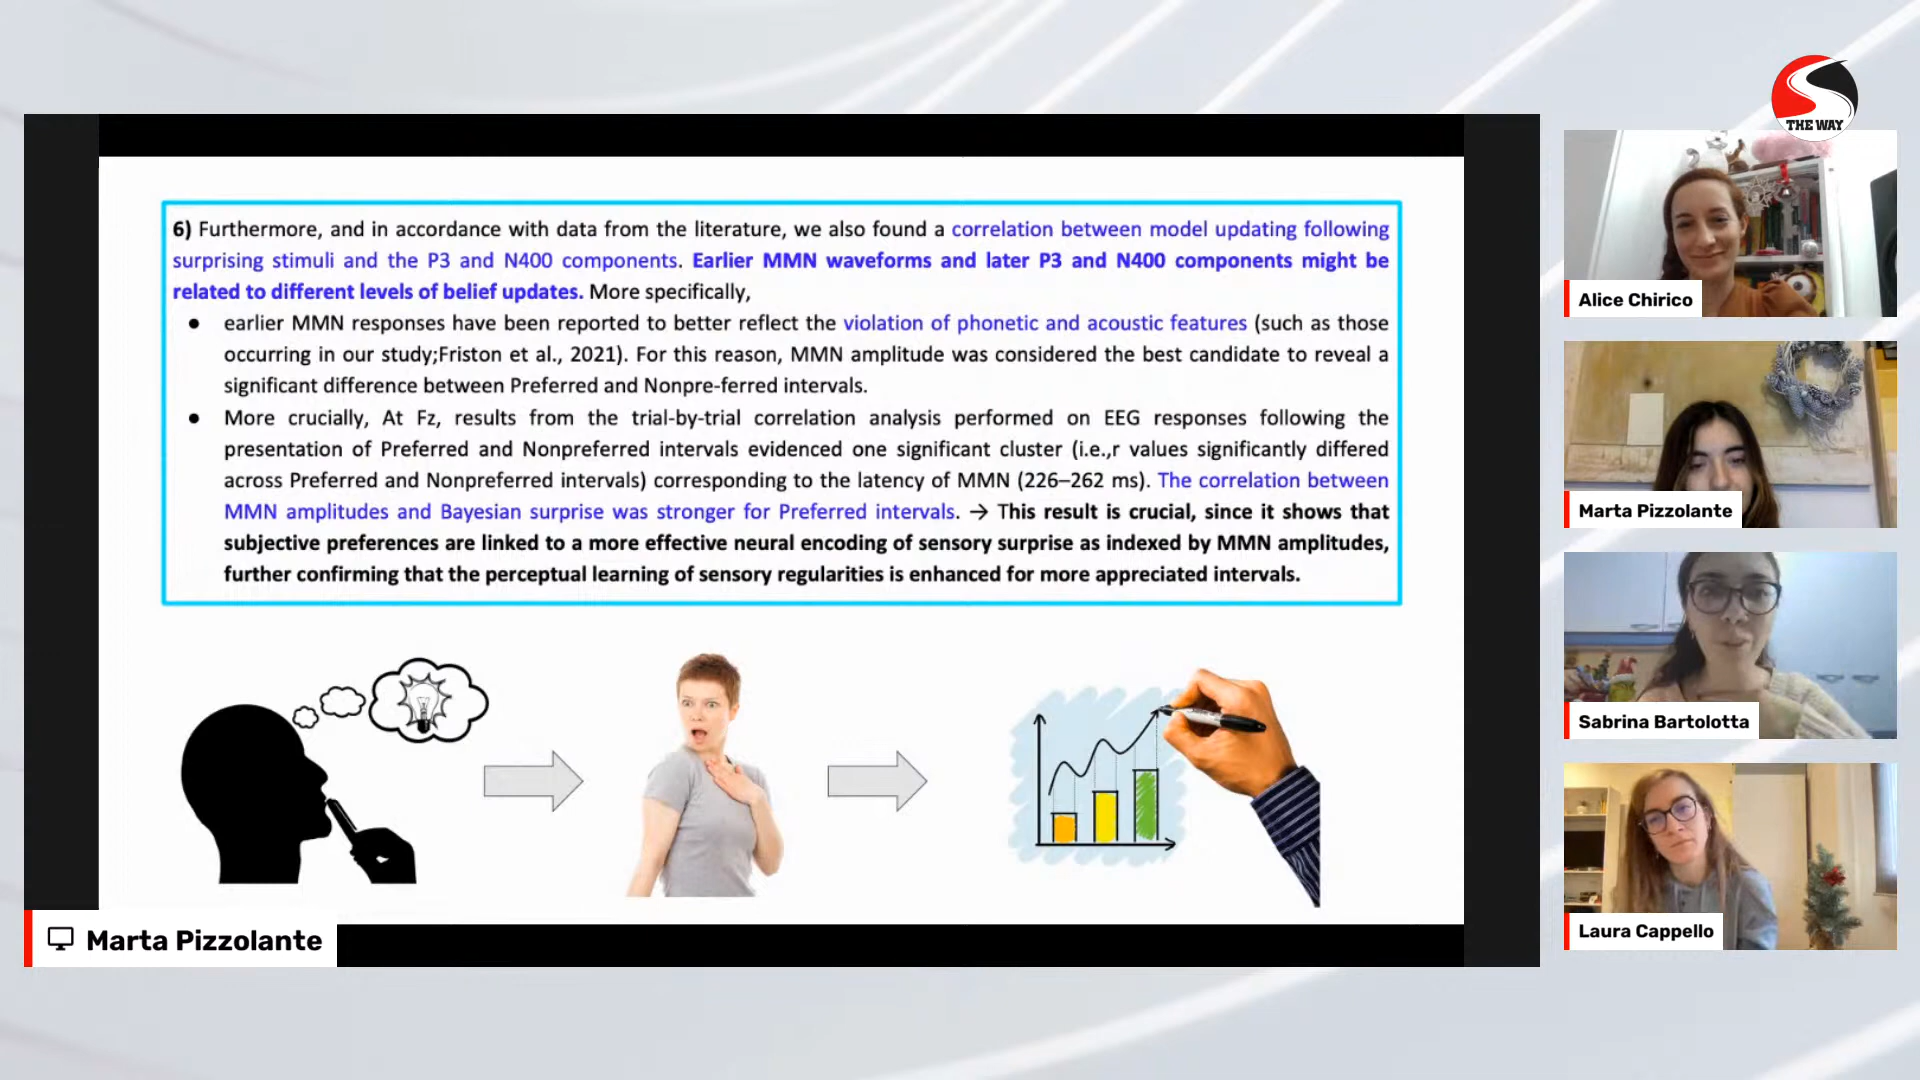 THE WAY
6) Furthermore, and in accordance with data from the literature, we also found a correlation between model updating following
surprising stimuli and the P3 and N400 components. Earlier MMN waveforms and later P3 and N400 components might be
related to different levels of belief updates. More specifically,
● earlier MMN responses have been reported to better reflect the violation of phonetic and acoustic features (such as those
occurring in our study;Friston et al., 2021). For this reason, MMN amplitude was considered the best candidate to reveal a
significant difference between Preferred and Nonpre-ferred intervals.
● More crucially, At Fz, results from the trial-by-trial correlation analysis performed on EEG responses following the
presentation of Preferred and Nonpreferred intervals evidenced one significant cluster (i.e.,r values significantly differed
across Preferred and Nonpreferred intervals) corresponding to the latency of MMN (226–262 ms). The correlation between
MMN amplitudes and Bayesian surprise was stronger for Preferred intervals. → This result is crucial, since it shows that
subjective preferences are linked to a more effective neural encoding of sensory surprise as indexed by MMN amplitudes,
further confirming that the perceptual learning of sensory regularities is enhanced for more appreciated intervals.
Marta Pizzolante
Alice Chirico
Marta Pizzolante
Sabrina Bartolotta
Laura Cappello